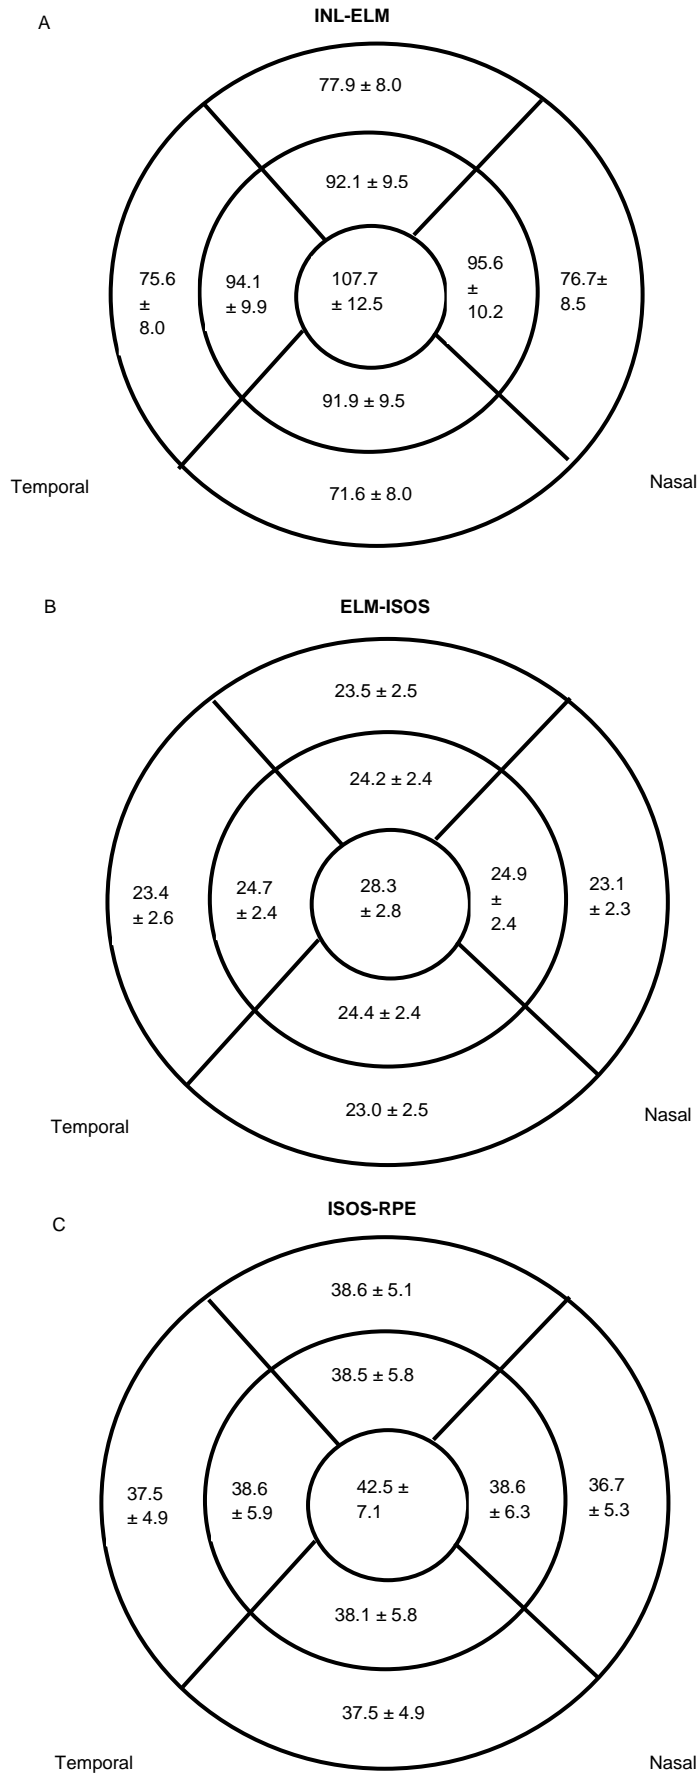 A
INL-ELM
77.9 ± 8.0
92.1 ± 9.5
75.6
±
8.0
94.1
± 9.9
107.7
± 12.5
95.6
±
10.2
76.7±
8.5
91.9 ± 9.5
71.6 ± 8.0
Temporal
Nasal
B
ELM-ISOS
23.5 ± 2.5
24.2 ± 2.4
23.4
± 2.6
24.7
± 2.4
28.3
± 2.8
24.9
±
2.4
23.1
± 2.3
24.4 ± 2.4
23.0 ± 2.5
Temporal
Nasal
C
ISOS-RPE
38.6 ± 5.1
38.5 ± 5.8
37.5
± 4.9
38.6
± 5.9
42.5 ±
7.1
38.6
± 6.3
36.7
± 5.3
38.1 ± 5.8
37.5 ± 4.9
Temporal
Nasal